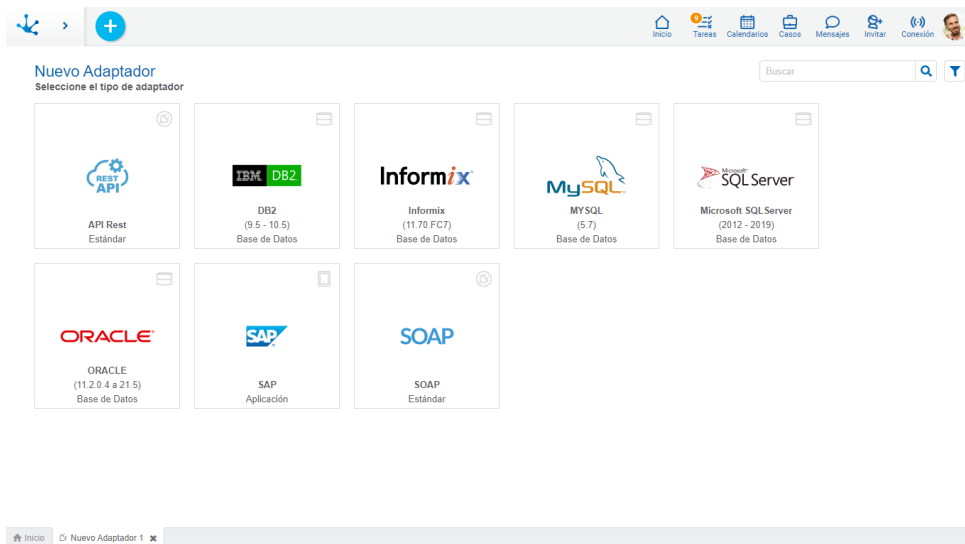 9
Inicio
Tareas
Calendarios
Casos
Mensajes
Invitar
Conexión
Nuevo Adaptador
Seleccione el tipo de adaptador
Buscar
REST
API
API Rest
Estándar
IBM. DB2
DB2
(9.5 - 10.5)
Base de Datos
Informix
Informix
(11.70.FC7)
Base de Datos
MySQL
MYSQL
(5.7)
Base de Datos
Microsoft
SQL Server
Microsoft SQLServer
(2012 - 2019)
Base de Datos
ORACLE
ORACLE
(11.2.0.4 a 21.5)
Base de Datos
SAP
SAP
Aplicación
SOAP
SOAP
Estándar
Inicio
Nuevo Adaptador 1